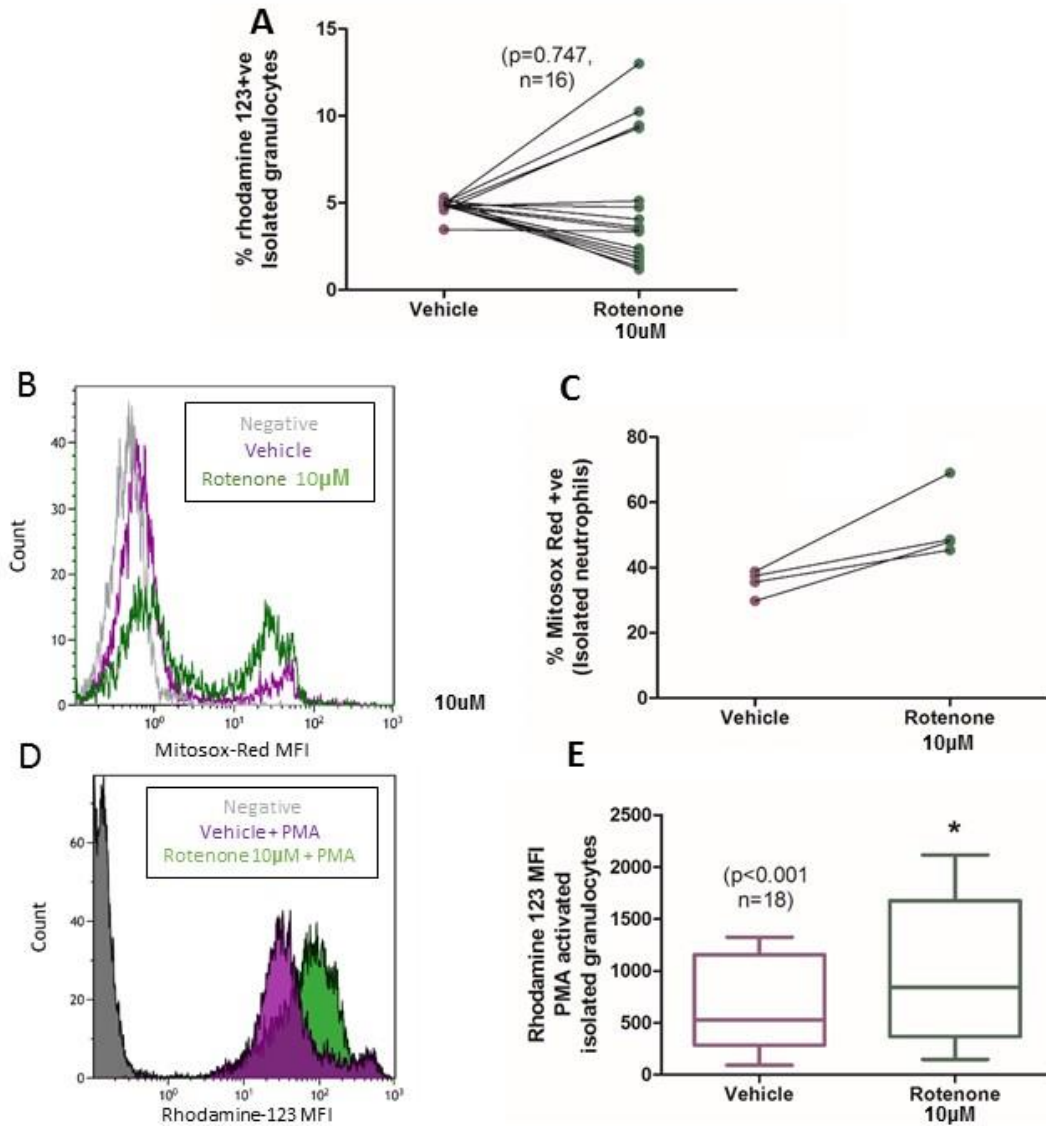 A
15
10
5
0
% rhodamine 123+ve
Isolated granulocytes
(p=0.747,
n=16)
Vehicle
Rotenone
10uM
B
40
30
20
10
0
Count
Negative
Vehicle
Rotenone 10µM
10⁰ 10¹ 10² 10³
Mitosox-Red MFI
10uM
C
80
60
40
20
0
% Mitosox Red +ve
(Isolated neutrophils)
Vehicle
Rotenone
10µM
D
60
40
20
0
Count
Negative
Vehicle+ PMA
Rotenone10µM + PMA
10⁰ 10¹ 10² 10³
Rhodamine-123 MFI
E
2500
2000
1500
1000
500
0
Rhodamine 123 MFI
PMA activated
isolated granulocytes
(p<0.001
n=18)
*
Vehicle
Rotenone
10µM